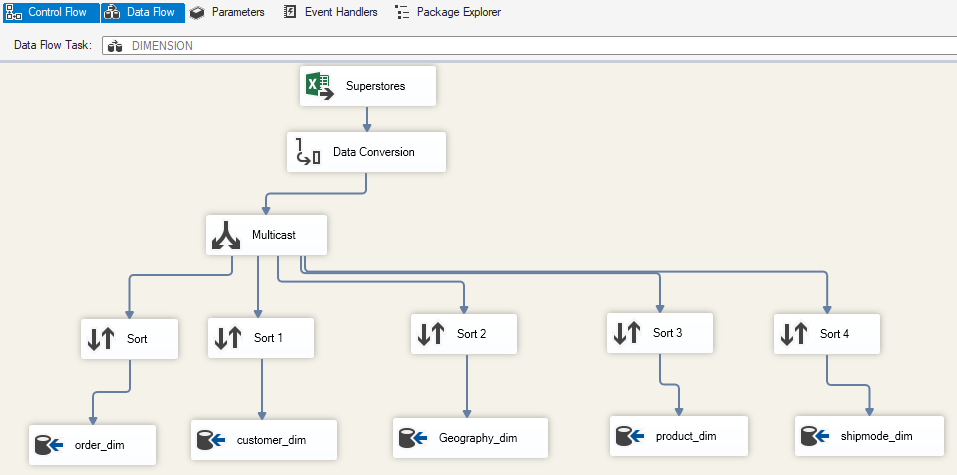 Control Flow Data Flow Parameters Event Handlers Package Explorer
Data Flow Task: DIMENSION
Superstores
Data Conversion
Multicast
Sort Sort 1 Sort 2 Sort 3 Sort 4
order_dim customer_dim Geography_dim product_dim shipmode_dim